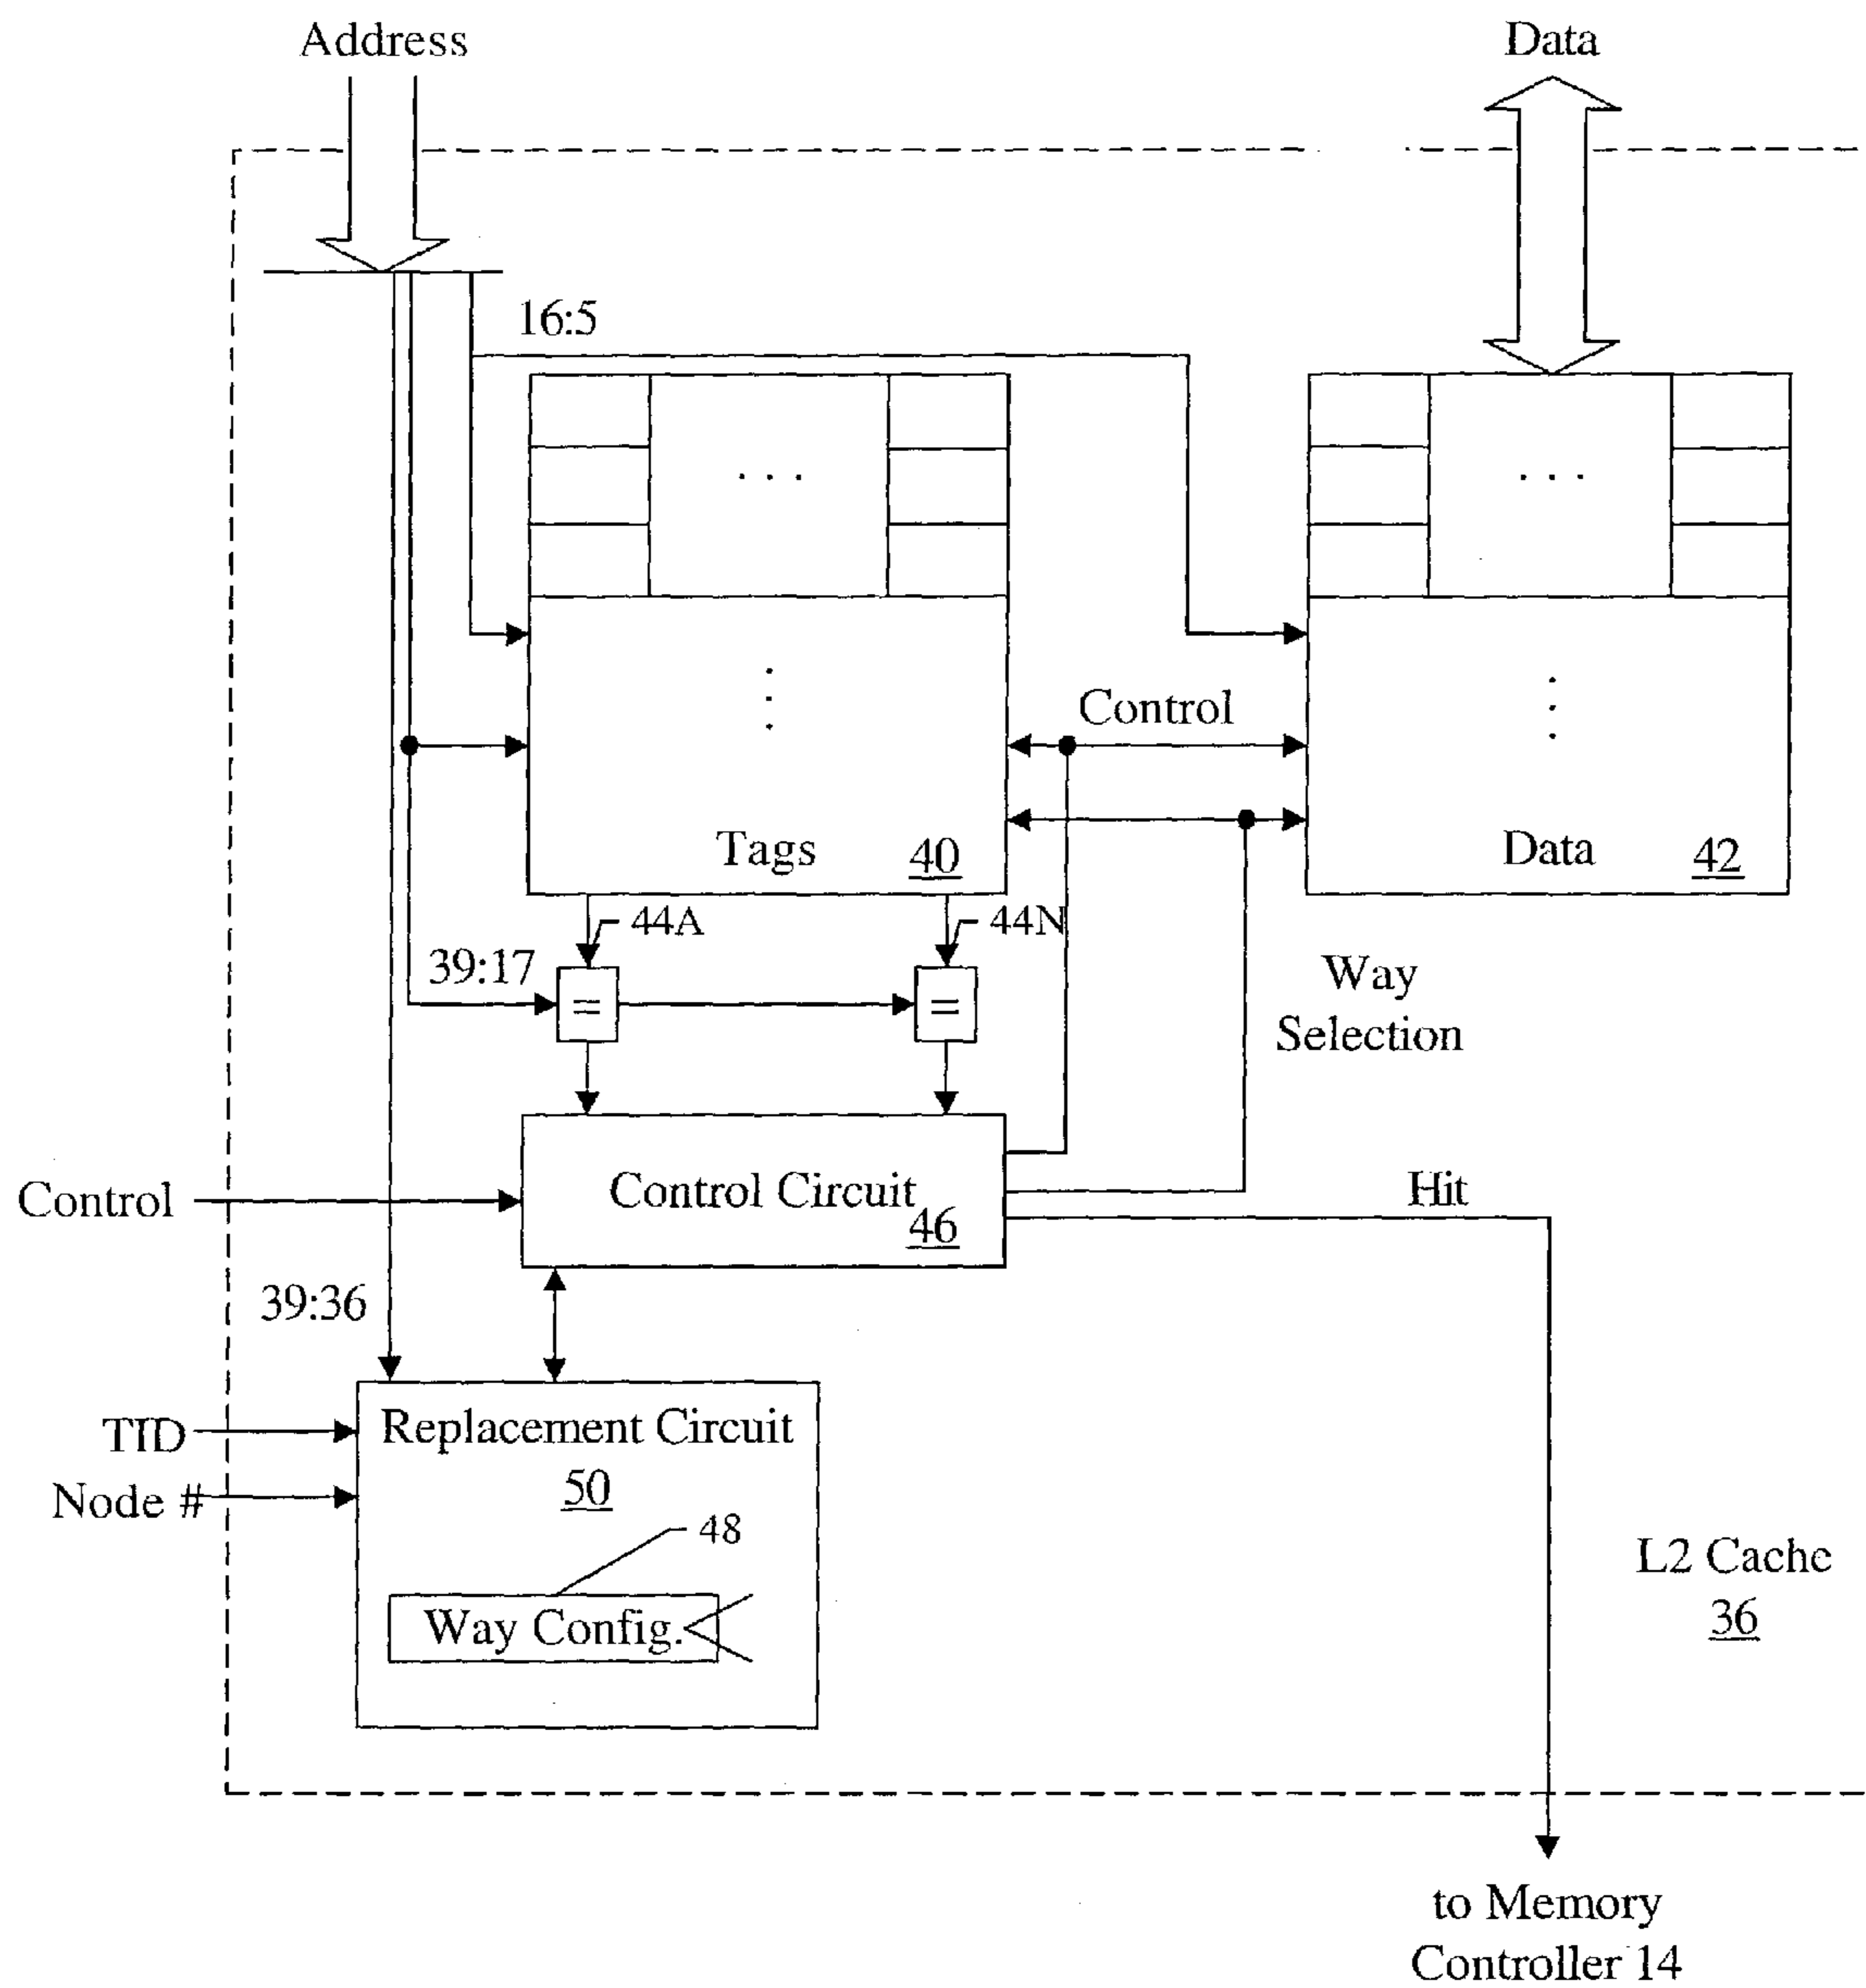 Address
Data
16:5
. . .
. . .
Control
Tags 40
Data 42
44A
44N
39:17
=
=
Way
Selection
Control
Control Circuit
46
Hit
39:36
TID
Replacement Circuit
50
Node #
48
Way Config.
L2 Cache
36
to Memory
Controller 14